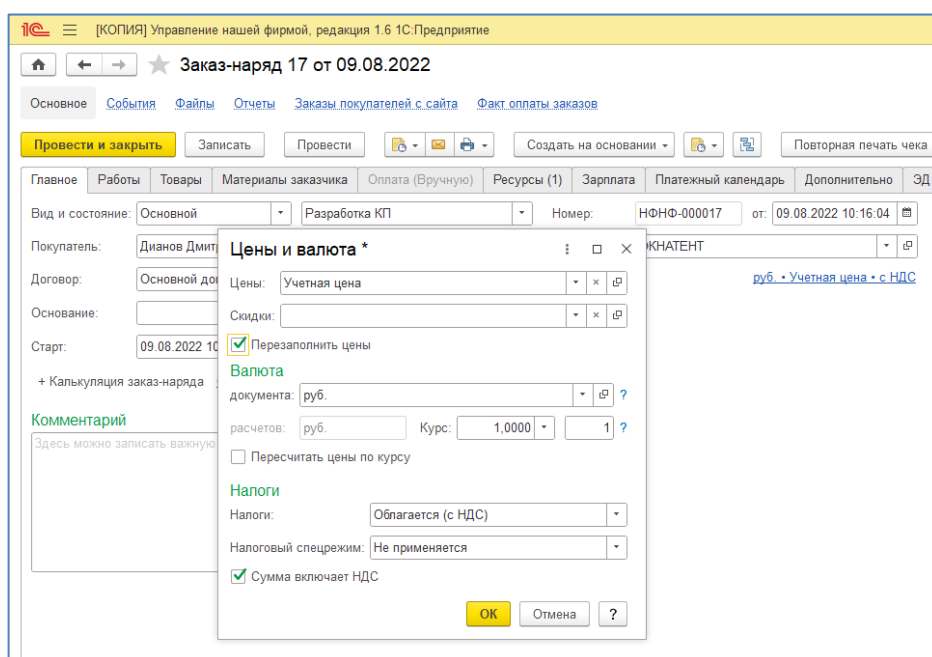 1С [КОПИЯ] Управление нашей фирмой, редакция 1.6 1С:Предприятие
Заказ-наряд 17 от 09.08.2022
Основное События Файлы Отчеты Заказы покупателей с сайта Факт оплаты заказов
Провести и закрыть Записать Провести Создать на основании Повторная печать чека
Главное Работы Товары Материалы заказчика Оплата (Вручную) Ресурсы (1) Зарплата Платежный календарь Дополнительно ЭД
Вид и состояние: Основной Разработка КП Номер: НФНФ-000017 от: 09.08.2022 10:16:04
Покупатель: Дианов
Договор: Основной руб. • Учетная цена • с НДС
Основание:
Старт: 09.08.2022
+ Калькуляция заказ-наряда
Комментарий
Здесь можно записать важную
Цены и валюта *
Цены: Учетная цена
Скидки:
Перезаполнить цены
Валюта
документа: руб. ?
расчетов: руб. Курс: 1,0000 1 ?
Пересчитать цены по курсу
Налоги
Налоги: Облагается (с НДС)
Налоговый спецрежим: Не применяется
Сумма включает НДС
ОК Отмена ?